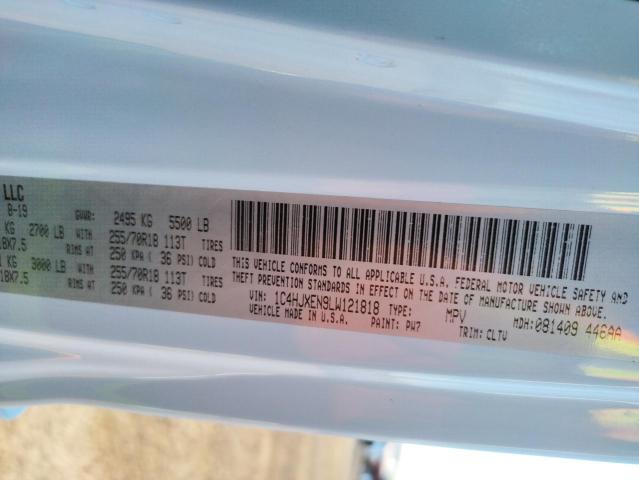 LLC
8-19 GVWR: 2495 KG 5500 LB
KG 2700 LB WITH 255/70R18 113T TIRES
18X7.5 RIMS AT 250 KPA ( 36 PSI) COLD
KG 3000 LB WITH 255/70R18 113T TIRES
18X7.5 RIMS AT 250 KPA ( 36 PSI) COLD
THIS VEHICLE CONFORMS TO ALL APPLICABLE U.S.A. FEDERAL MOTOR VEHICLE SAFETY AND
THEFT PREVENTION STANDARDS IN EFFECT ON THE DATE OF MANUFACTURE SHOWN ABOVE.
VIN: 1C4HJXEN9LW121818 TYPE: MPV MDH: 081409 446AA
VEHICLE MADE IN U.S.A. PAINT: PW7 TRIM: CLTV